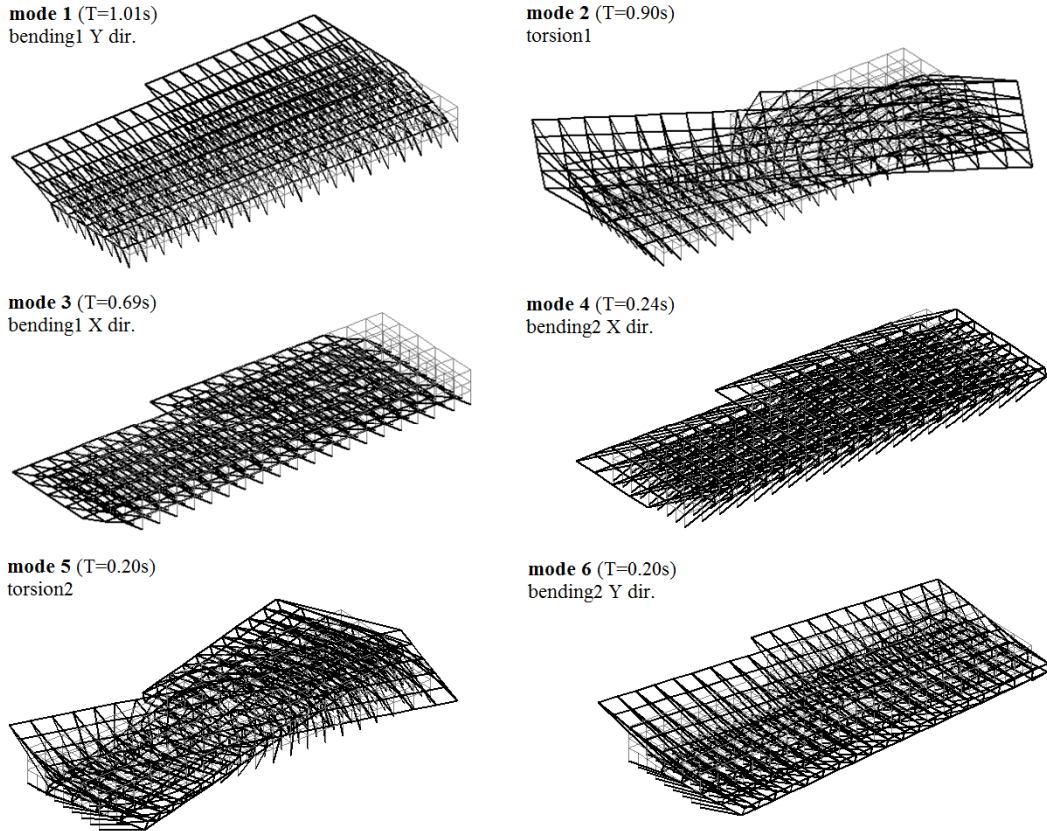 mode 1 (T=1.01s)
bending1 Y dir.
mode 2 (T=0.90s)
torsion1
mode 3 (T=0.69s)
bending1 X dir.
mode 4 (T=0.24s)
bending2 X dir.
mode 5 (T=0.20s)
torsion2
mode 6 (T=0.20s)
bending2 Y dir.